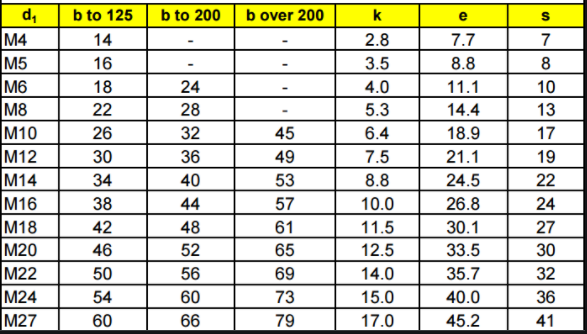 d₁ b to 125 b to 200 b over 200 k e s
M4 14 - - 2.8 7.7 7
M5 16 - - 3.5 8.8 8
M6 18 24 - 4.0 11.1 10
M8 22 28 - 5.3 14.4 13
M10 26 32 45 6.4 18.9 17
M12 30 36 49 7.5 21.1 19
M14 34 40 53 8.8 24.5 22
M16 38 44 57 10.0 26.8 24
M18 42 48 61 11.5 30.1 27
M20 46 52 65 12.5 33.5 30
M22 50 56 69 14.0 35.7 32
M24 54 60 73 15.0 40.0 36
M27 60 66 79 17.0 45.2 41